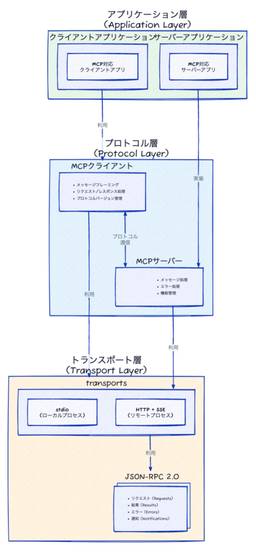 アプリケーション層
(Application Layer)
クライアントアプリケーション
サーバーアプリケーション
MCP対応
クライアントアプリ
MCP対応
サーバーアプリ
利用
実装
プロトコル層
(Protocol Layer)
MCPクライアント
• メッセージフレーミング
• リクエスト/レスポンス処理
• プロトコルバージョン管理
プロトコル
通信
MCPサーバー
• メッセージ処理
• エラー処理
• 機能管理
利用
利用
トランスポート層
(Transport Layer)
transports
stdio
(ローカルプロセス)
HTTP + SSE
(リモートプロセス)
利用
JSON-RPC 2.0
• リクエスト (Requests)
• 結果 (Results)
• エラー (Errors)
• 通知 (Notifications)